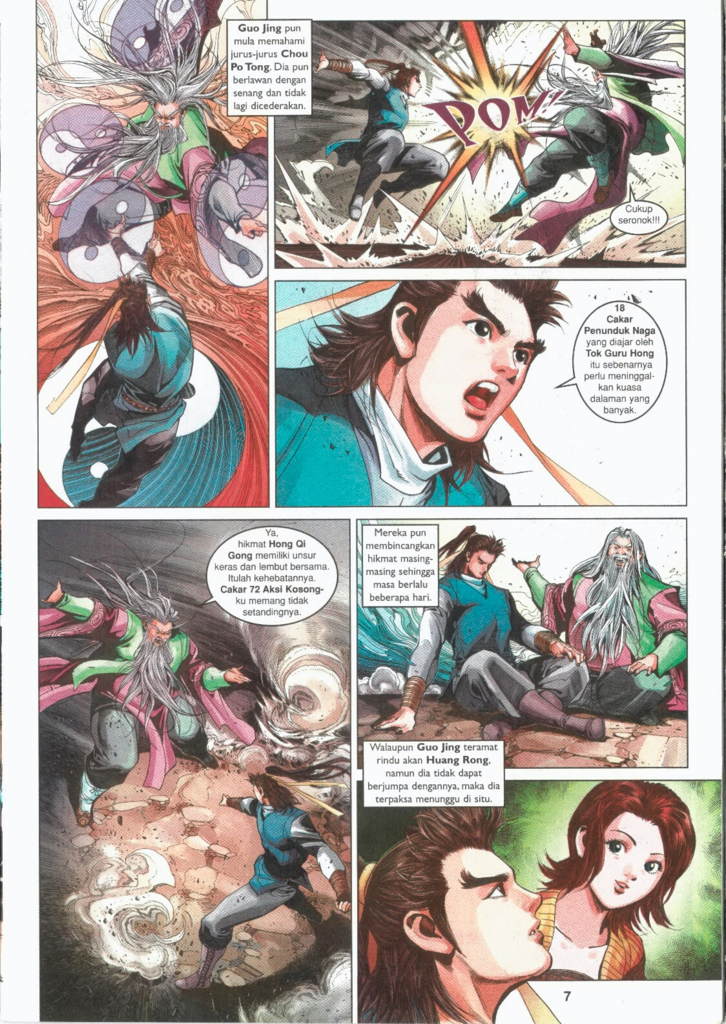 Guo Jing pun
mula memahami
jurus-jurus Chou
Po Tong. Dia pun
berlawan dengan
senang dan tidak
lagi dicederakan.
POM!
Cukup
seronok!!!
18
Cakar
Penunduk Naga
yang diajar oleh
Tok Guru Hong
itu sebenarnya
perlu meninggal-
kan kuasa
dalaman yang
banyak.
Ya,
hikmat Hong Qi
Gong memiliki unsur
keras dan lembut bersama.
Itulah kehebatannya.
Cakar 72 Aksi Kosong-
ku memang tidak
setandingnya.
Mereka pun
membincangkan
hikmat masing-
masing sehingga
masa berlalu
beberapa hari.
Walaupun Guo Jing teramat
rindu akan Huang Rong,
namun dia tidak dapat
berjumpa dengannya, maka dia
terpaksa menunggu di situ.
7